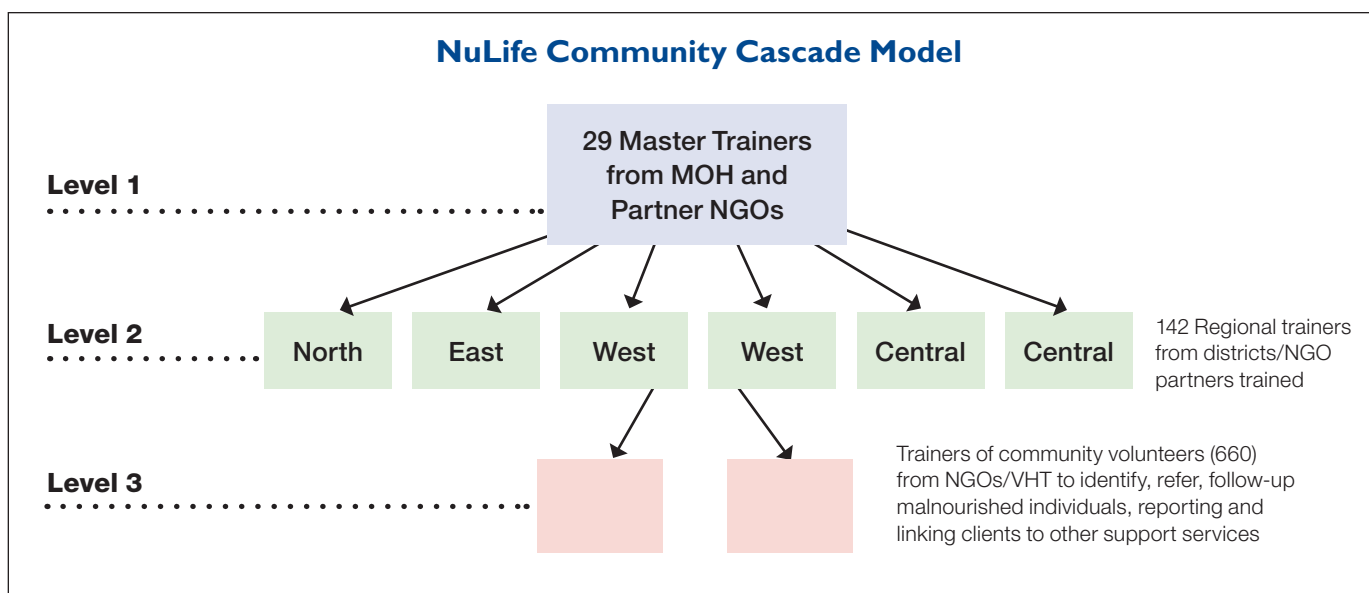 NuLife Community Cascade Model
29 Master Trainers
from MOH and
Partner NGOs
Level 1
Level 2
North
East
West
West
Central
Central
142 Regional trainers
from districts/NGO
partners trained
Level 3
Trainers of community volunteers (660)
from NGOs/VHT to identify, refer, follow-up
malnourished individuals, reporting and
linking clients to other support services